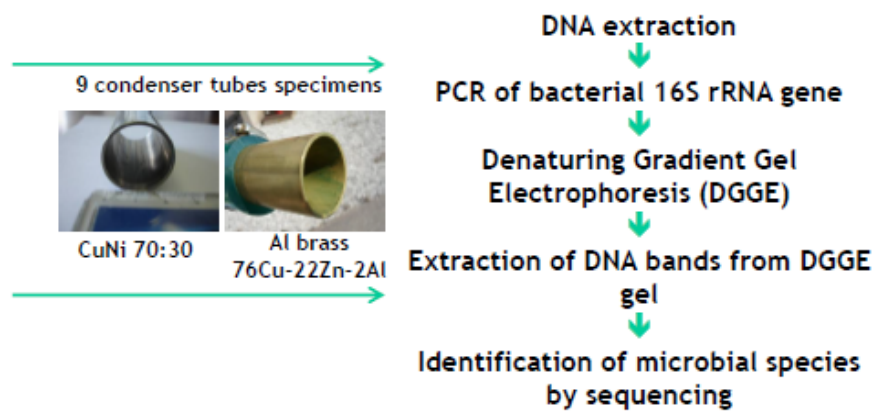 9 condenser tubes specimens
CuNi 70:30
Al brass
76Cu-22Zn-2Al
DNA extraction
PCR of bacterial 16S rRNA gene
Denaturing Gradient Gel
Electrophoresis (DGGE)
Extraction of DNA bands from DGGE
gel
Identification of microbial species
by sequencing